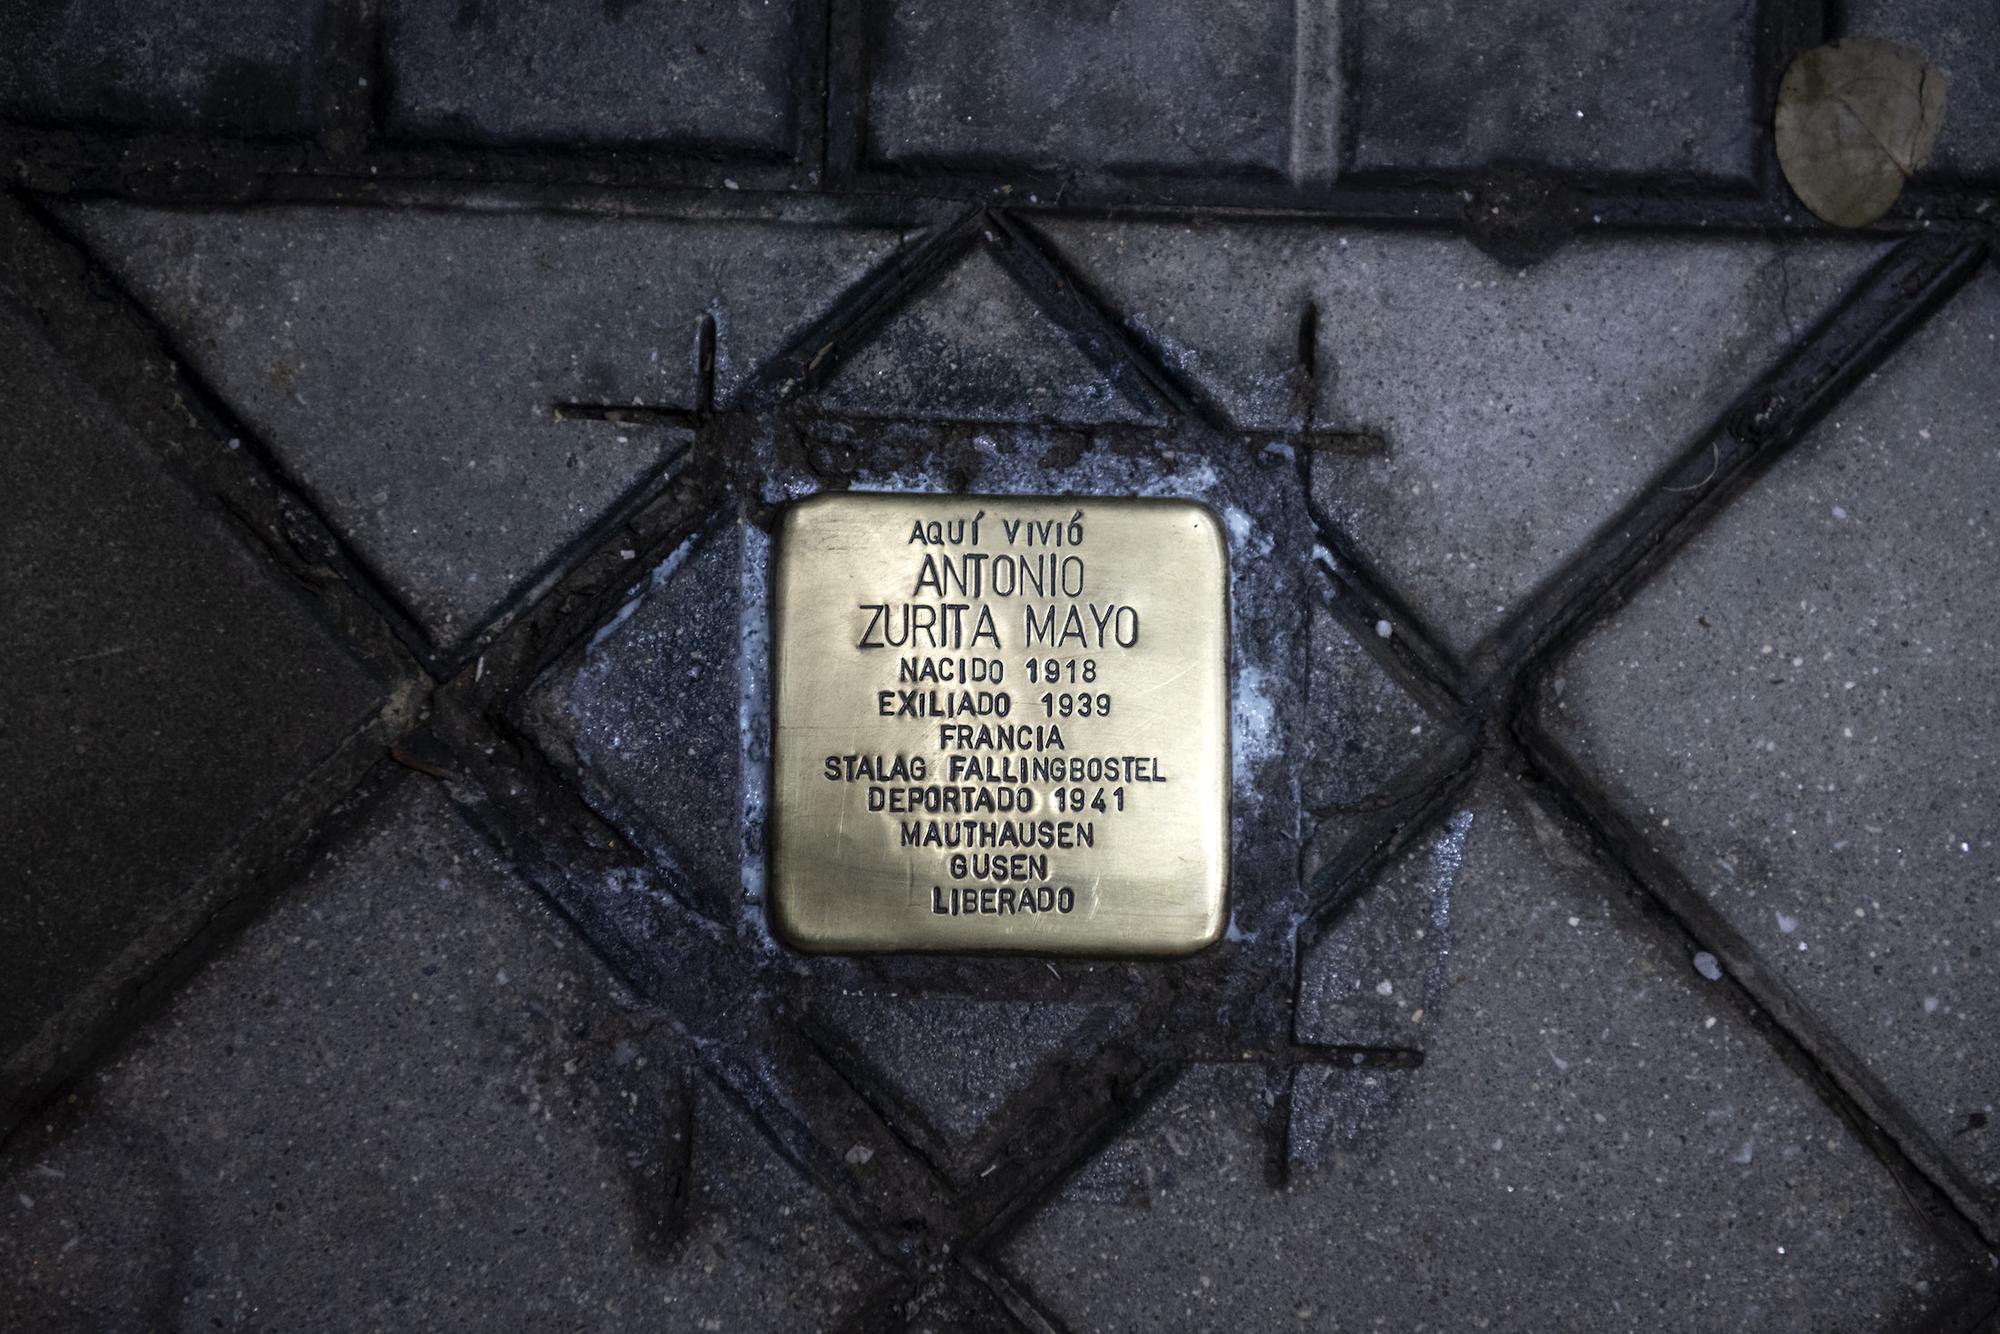 AQUÍ VIVIÓ
ANTONIO
ZURITA MAYO
NACIDO 1918
EXILIADO 1939
FRANCIA
STALAG FALLINGBOSTEL
DEPORTADO 1941
MAUTHAUSEN
GUSEN
LIBERADO